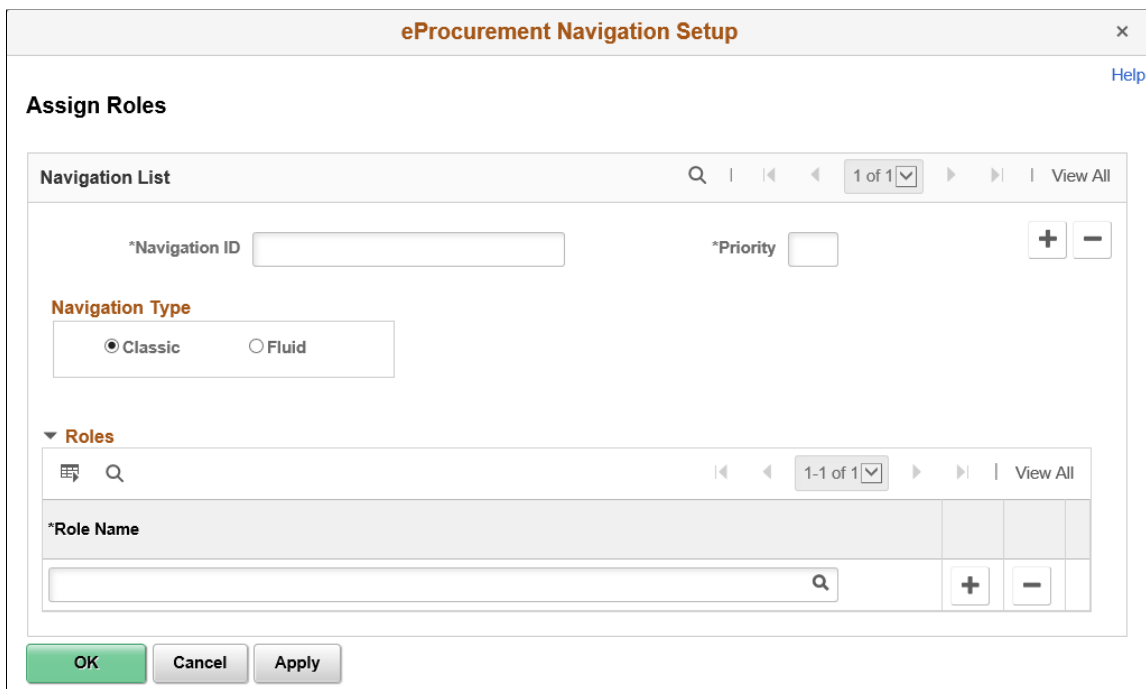 eProcurement Navigation Setup ×
Help
Assign Roles
Navigation List 1 of 1 View All
*Navigation ID *Priority
Navigation Type
Classic Fluid
Roles
1-1 of 1 View All
*Role Name
OK Cancel Apply